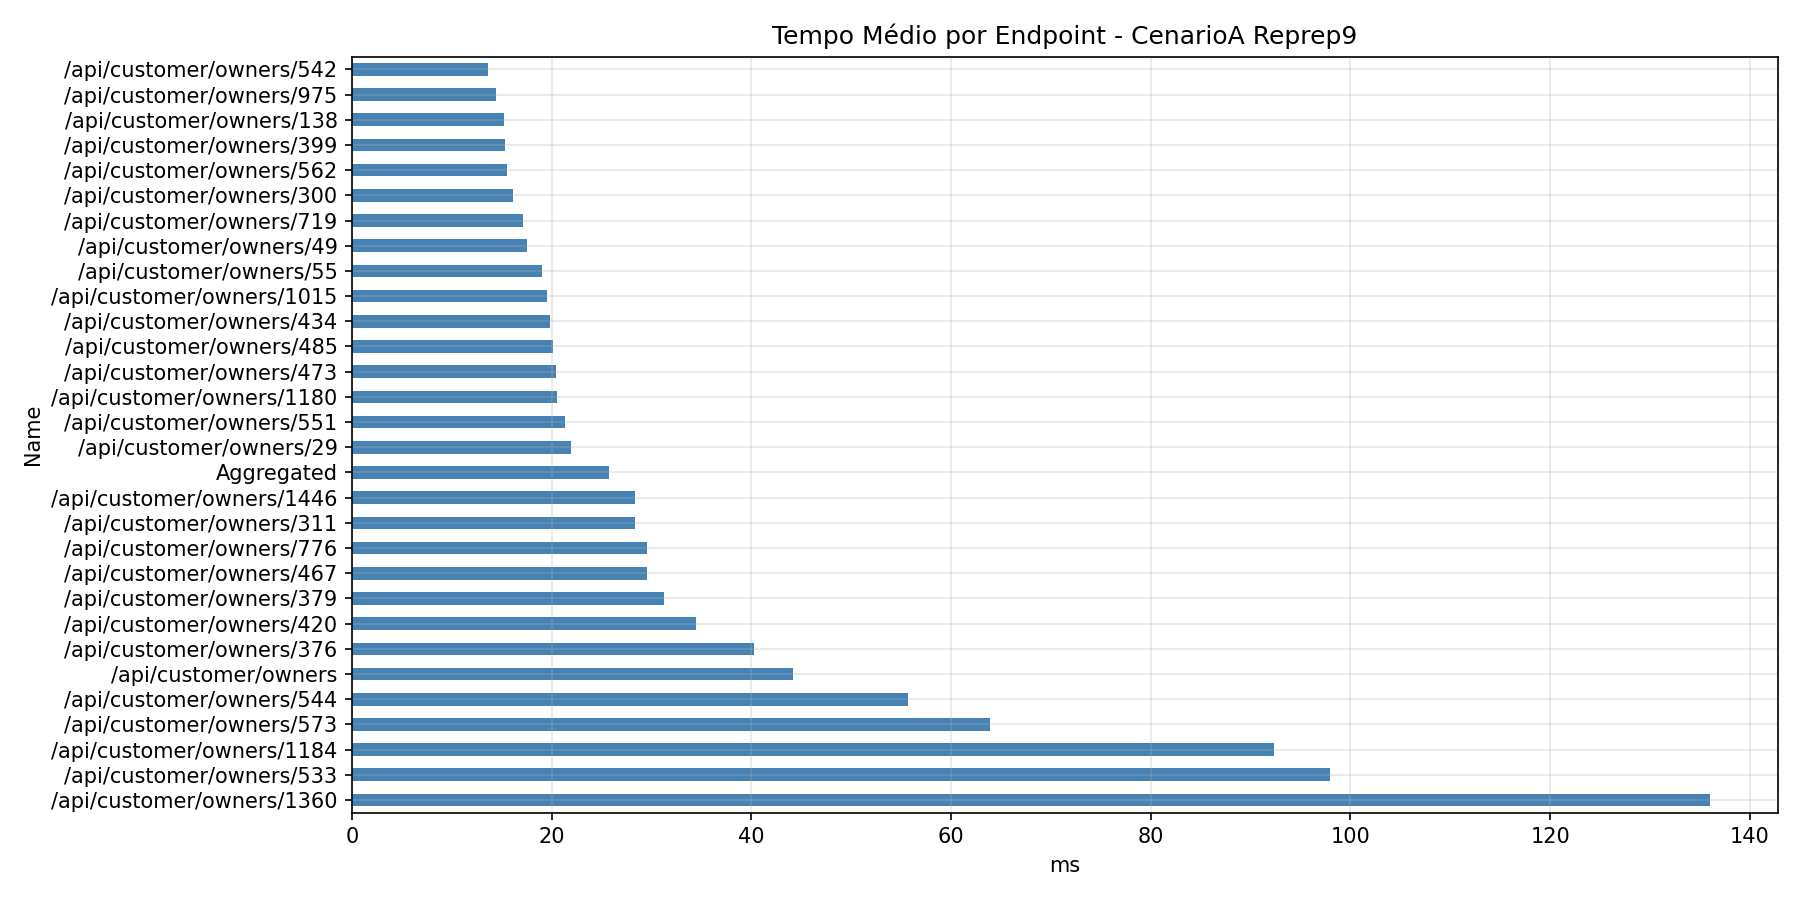 Tempo Médio por Endpoint - CenarioA Reprep9
/api/customer/owners/542
/api/customer/owners/975
/api/customer/owners/138
/api/customer/owners/399
/api/customer/owners/562
/api/customer/owners/300
/api/customer/owners/719
/api/customer/owners/49
/api/customer/owners/55
/api/customer/owners/1015
/api/customer/owners/434
/api/customer/owners/485
/api/customer/owners/473
/api/customer/owners/1180
/api/customer/owners/551
/api/customer/owners/29
Aggregated
/api/customer/owners/1446
/api/customer/owners/311
/api/customer/owners/776
/api/customer/owners/467
/api/customer/owners/379
/api/customer/owners/420
/api/customer/owners/376
/api/customer/owners
/api/customer/owners/544
/api/customer/owners/573
/api/customer/owners/1184
/api/customer/owners/533
/api/customer/owners/1360
Name
0 20 40 60 80 100 120 140
ms